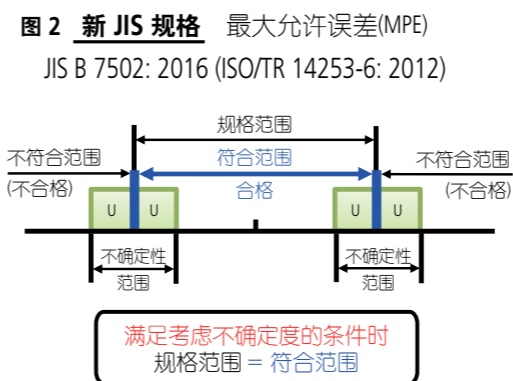 图 2 新 JIS 规格 最大允许误差(MPE)
JIS B 7502: 2016 (ISO/TR 14253-6: 2012)
规格范围
不符合范围
(不合格)
符合范围
合格
不符合范围
(不合格)
U U
U U
不确定性
范围
不确定性
范围
满足考虑不确定度的条件时
规格范围 = 符合范围